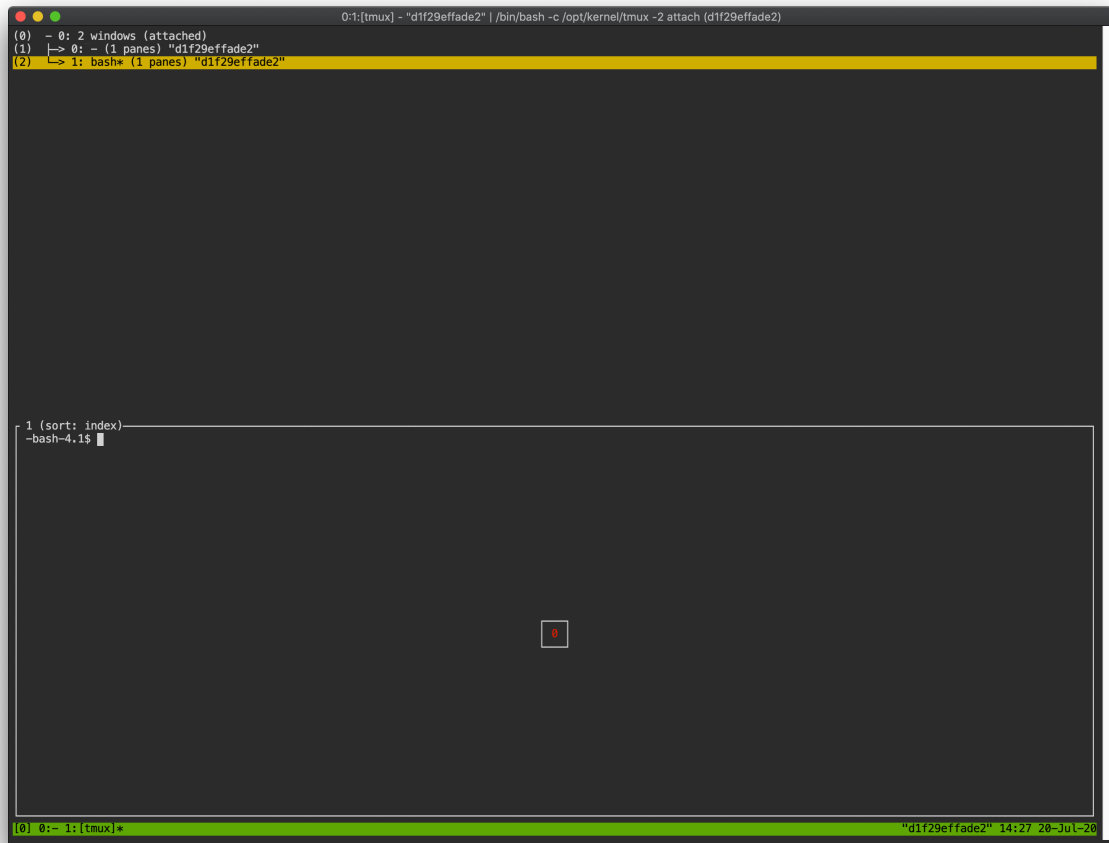 0:1:[tmux] - "d1f29effade2" | /bin/bash -c /opt/kernel/tmux -2 attach (d1f29effade2)
(0)  - 0: 2 windows (attached)
(1)  ├─> 0: - (1 panes) "d1f29effade2"
(2)  └─> 1: bash* (1 panes) "d1f29effade2"
1 (sort: index)
-bash-4.1$
0
[0] 0:- 1:[tmux]* "d1f29effade2" 14:27 20-Jul-20